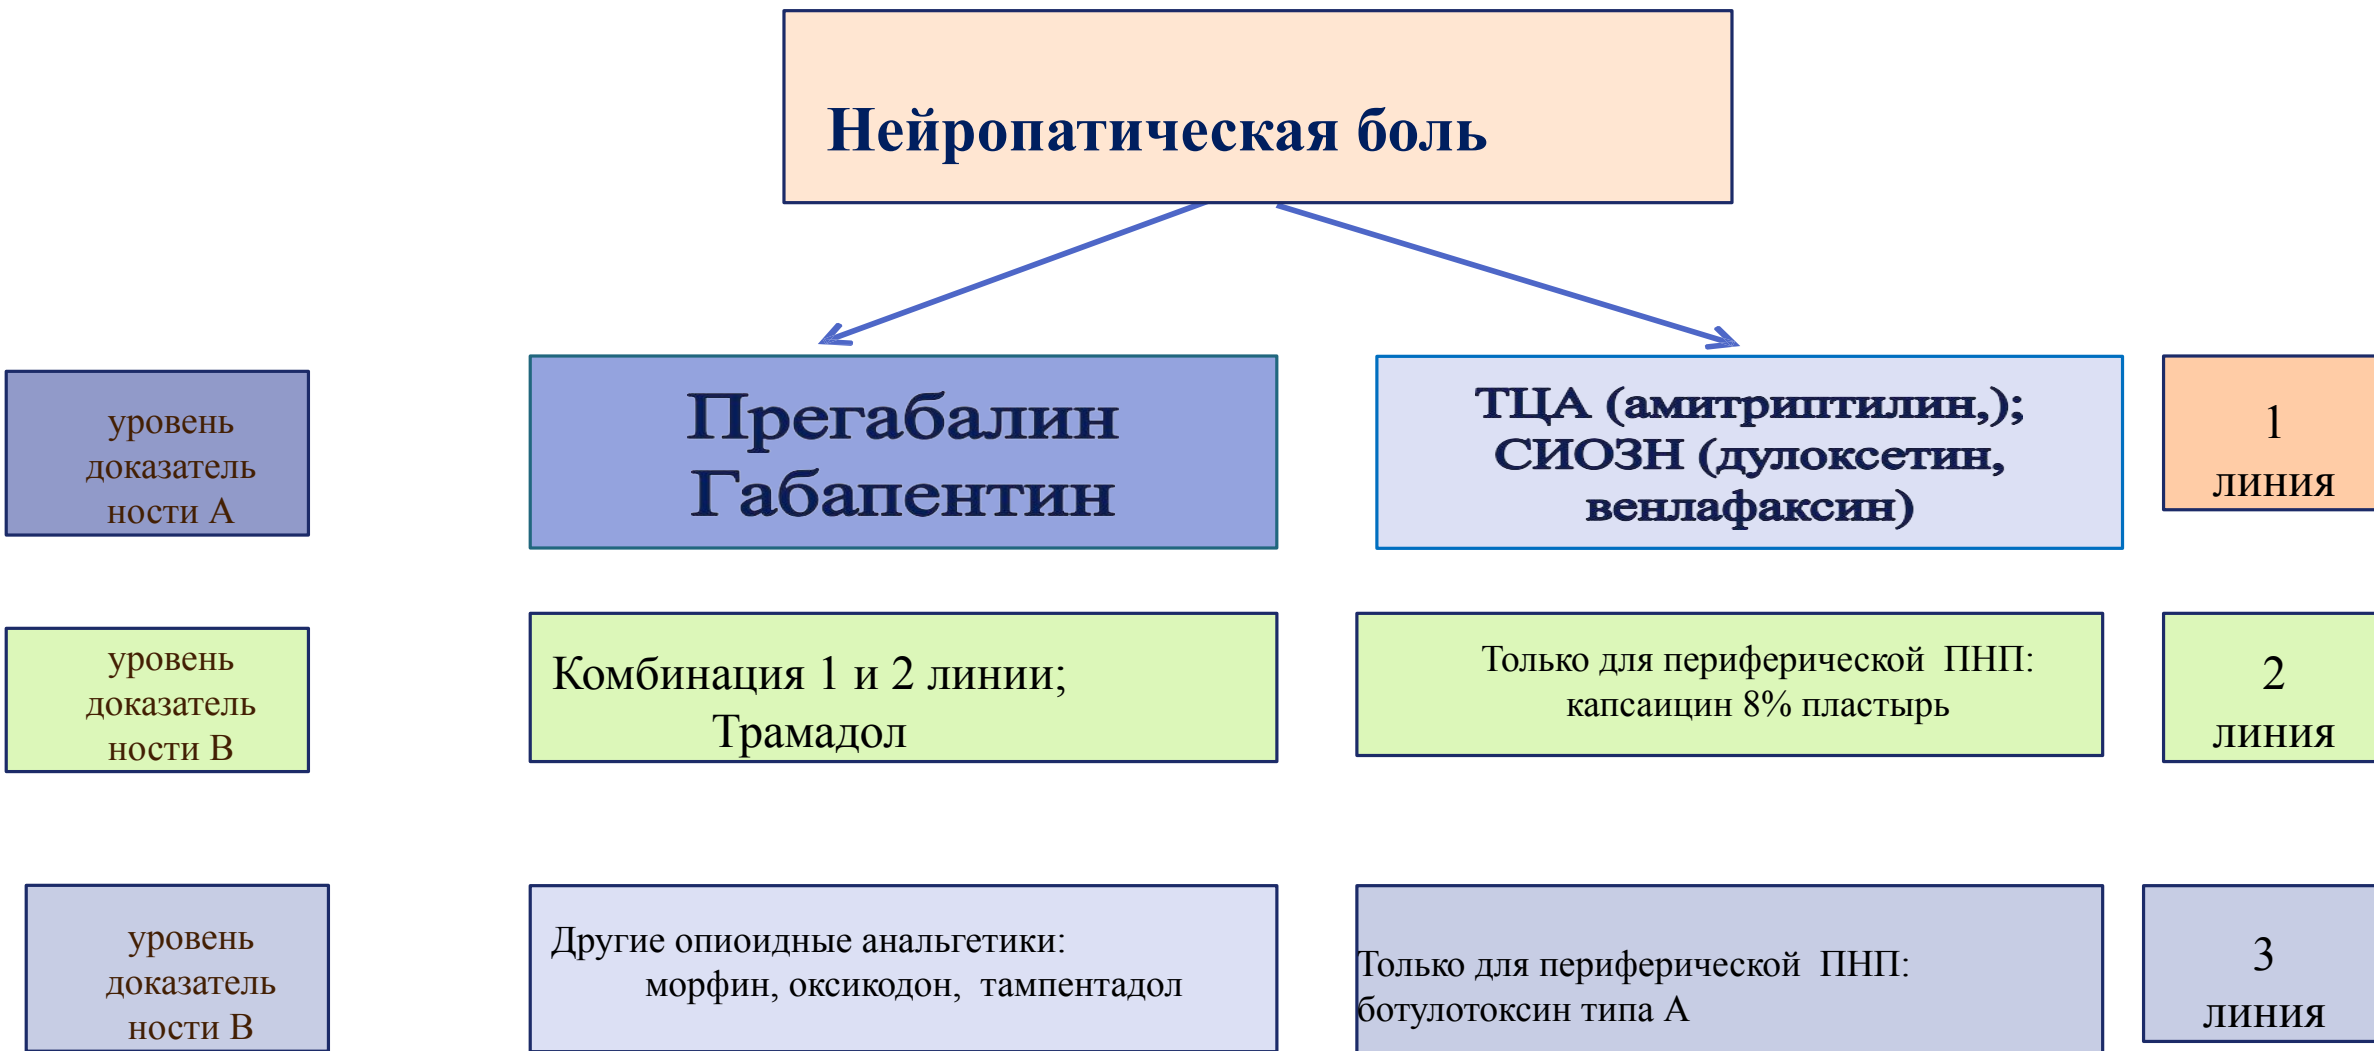 Нейропатическая боль
уровень
доказатель
ности А
Прегабалин
Габапентин
ТЦА (амитриптилин,);
СИОЗН (дулоксетин,
венлафаксин)
1
линия
уровень
доказатель
ности В
Комбинация 1 и 2 линии;
Трамадол
Только для периферической ПНП:
капсаицин 8% пластырь
2
линия
уровень
доказатель
ности В
Другие опиоидные анальгетики:
морфин, оксикодон, тампентадол
Только для периферической ПНП:
ботулотоксин типа А
3
линия